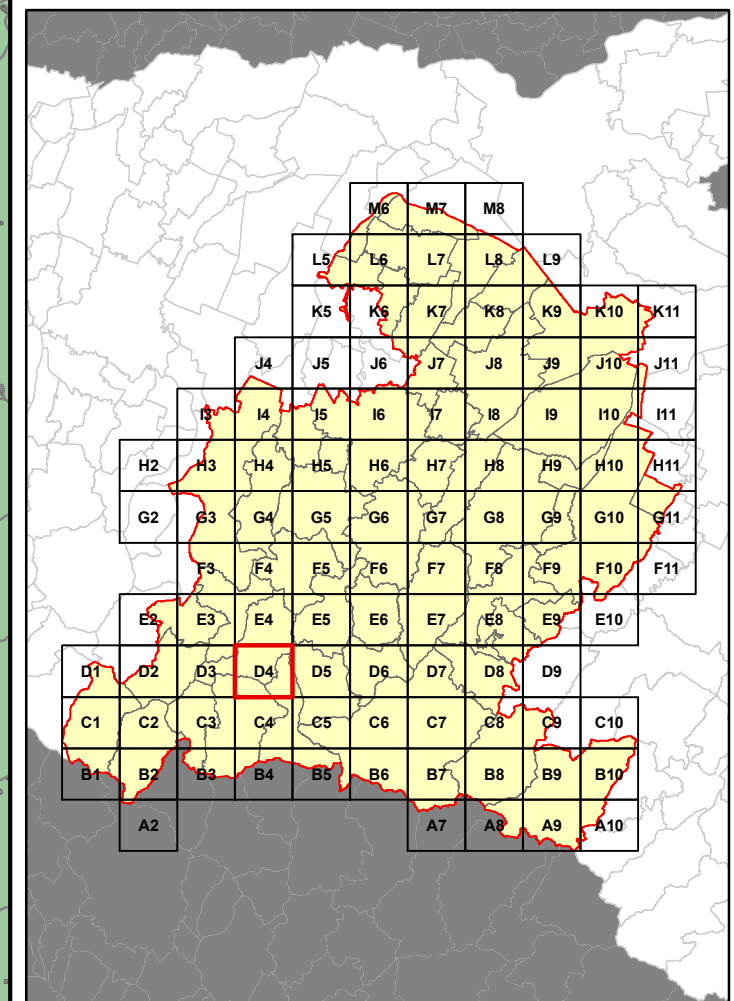 M6 M7 M8
L5 L6 L7 L8 L9
K5 K6 K7 K8 K9 K10 K11
J4 J5 J6 J7 J8 J9 J10 J11
I3 I4 I5 I6 I7 I8 I9 I10 I11
H2 H3 H4 H5 H6 H7 H8 H9 H10 H11
G2 G3 G4 G5 G6 G7 G8 G9 G10 G11
F3 F4 F5 F6 F7 F8 F9 F10 F11
E2 E3 E4 E5 E6 E7 E8 E9 E10
D1 D2 D3 D4 D5 D6 D7 D8 D9
C1 C2 C3 C4 C5 C6 C7 C8 C9 C10
B1 B2 B3 B4 B5 B6 B7 B8 B9 B10
A2 A7 A8 A9 A10